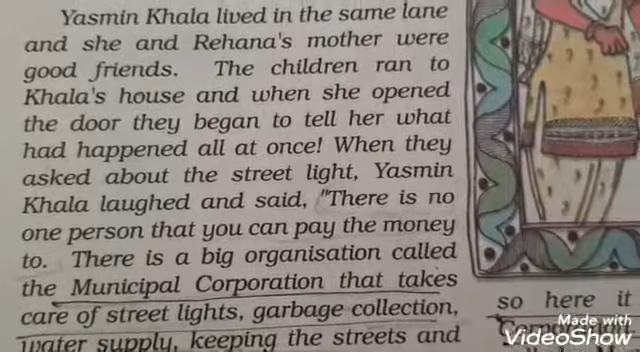 Yasmin Khala lived in the same lane
and she and Rehana's mother were
good friends. The children ran to
Khala's house and when she opened
the door they began to tell her what
had happened all at once! When they
asked about the street light, Yasmin
Khala laughed and said, "There is no
one person that you can pay the money
to. There is a big organisation called
the Municipal Corporation that takes
care of street lights, garbage collection,
water supply, keeping the streets and
so here it
Made with
VideoShow